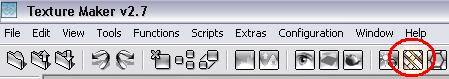 Texture Maker v2.7
File Edit View Tools Functions Scripts Extras Configuration Window Help